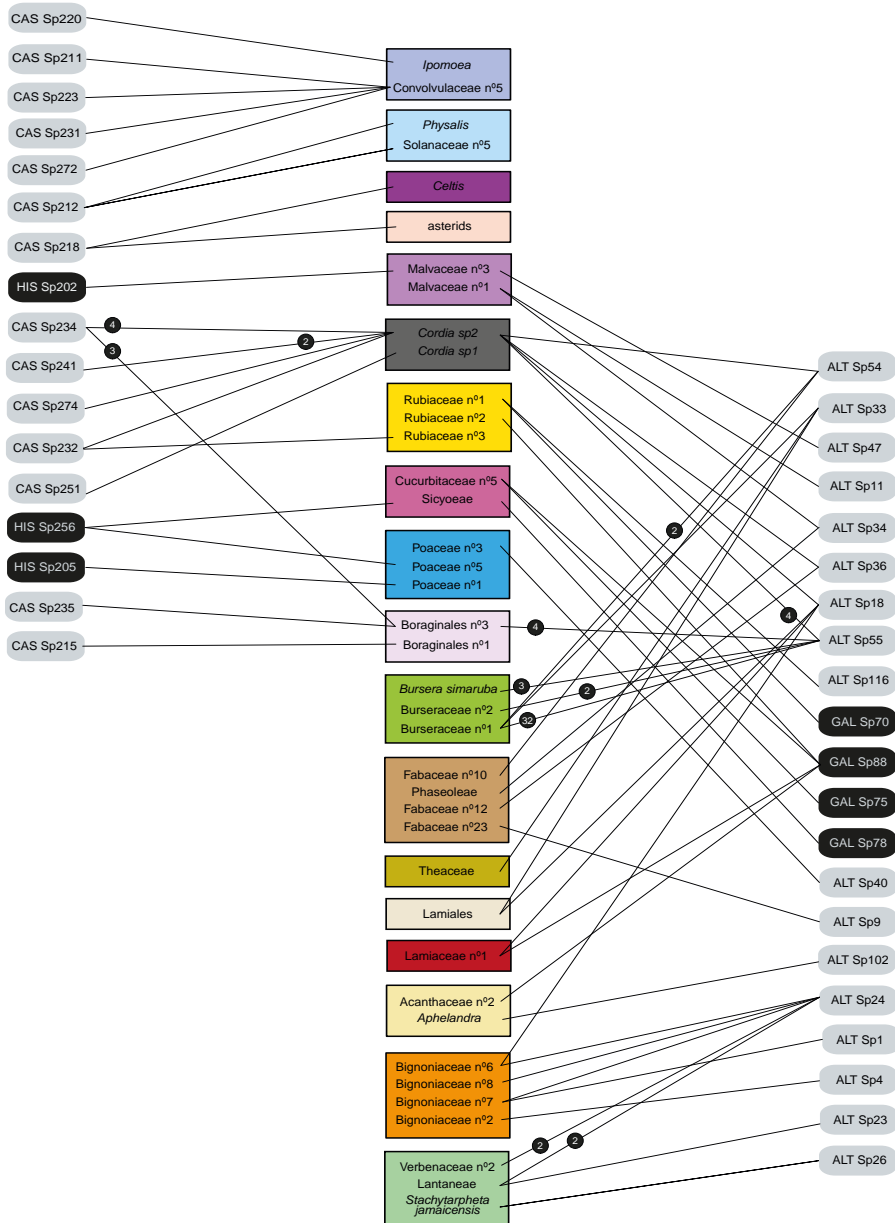 CAS Sp220
CAS Sp211
CAS Sp223
CAS Sp231
CAS Sp272
CAS Sp212
CAS Sp218
HIS Sp202
CAS Sp234
CAS Sp241
CAS Sp274
CAS Sp232
CAS Sp251
HIS Sp256
HIS Sp205
CAS Sp235
CAS Sp215
4
3
2
Ipomoea
Convolvulaceae nº5
Physalis
Solanaceae nº5
Celtis
asterids
Malvaceae nº3
Malvaceae nº1
Cordia sp2
Cordia sp1
Rubiaceae nº1
Rubiaceae nº2
Rubiaceae nº3
Cucurbitaceae nº5
Sicyoeae
Poaceae nº3
Poaceae nº5
Poaceae nº1
Boraginales nº3
Boraginales nº1
Bursera simaruba
Burseraceae nº2
Burseraceae nº1
Fabaceae nº10
Phaseoleae
Fabaceae nº12
Fabaceae nº23
Theaceae
Lamiales
Lamiaceae nº1
Acanthaceae nº2
Aphelandra
Bignoniaceae nº6
Bignoniaceae nº8
Bignoniaceae nº7
Bignoniaceae nº2
Verbenaceae nº2
Lantaneae
Stachytarpheta
jamaicensis
2
4
4
3
2
32
2
2
ALT Sp54
ALT Sp33
ALT Sp47
ALT Sp11
ALT Sp34
ALT Sp36
ALT Sp18
ALT Sp55
ALT Sp116
GAL Sp70
GAL Sp88
GAL Sp75
GAL Sp78
ALT Sp40
ALT Sp9
ALT Sp102
ALT Sp24
ALT Sp1
ALT Sp4
ALT Sp23
ALT Sp26